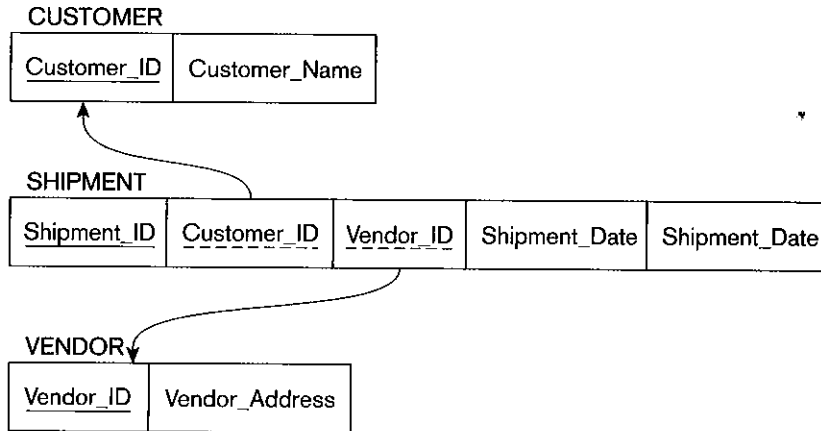 CUSTOMER
Customer_ID Customer_Name
SHIPMENT
Shipment_ID Customer_ID Vendor_ID Shipment_Date Shipment_Date
VENDOR
Vendor_ID Vendor_Address